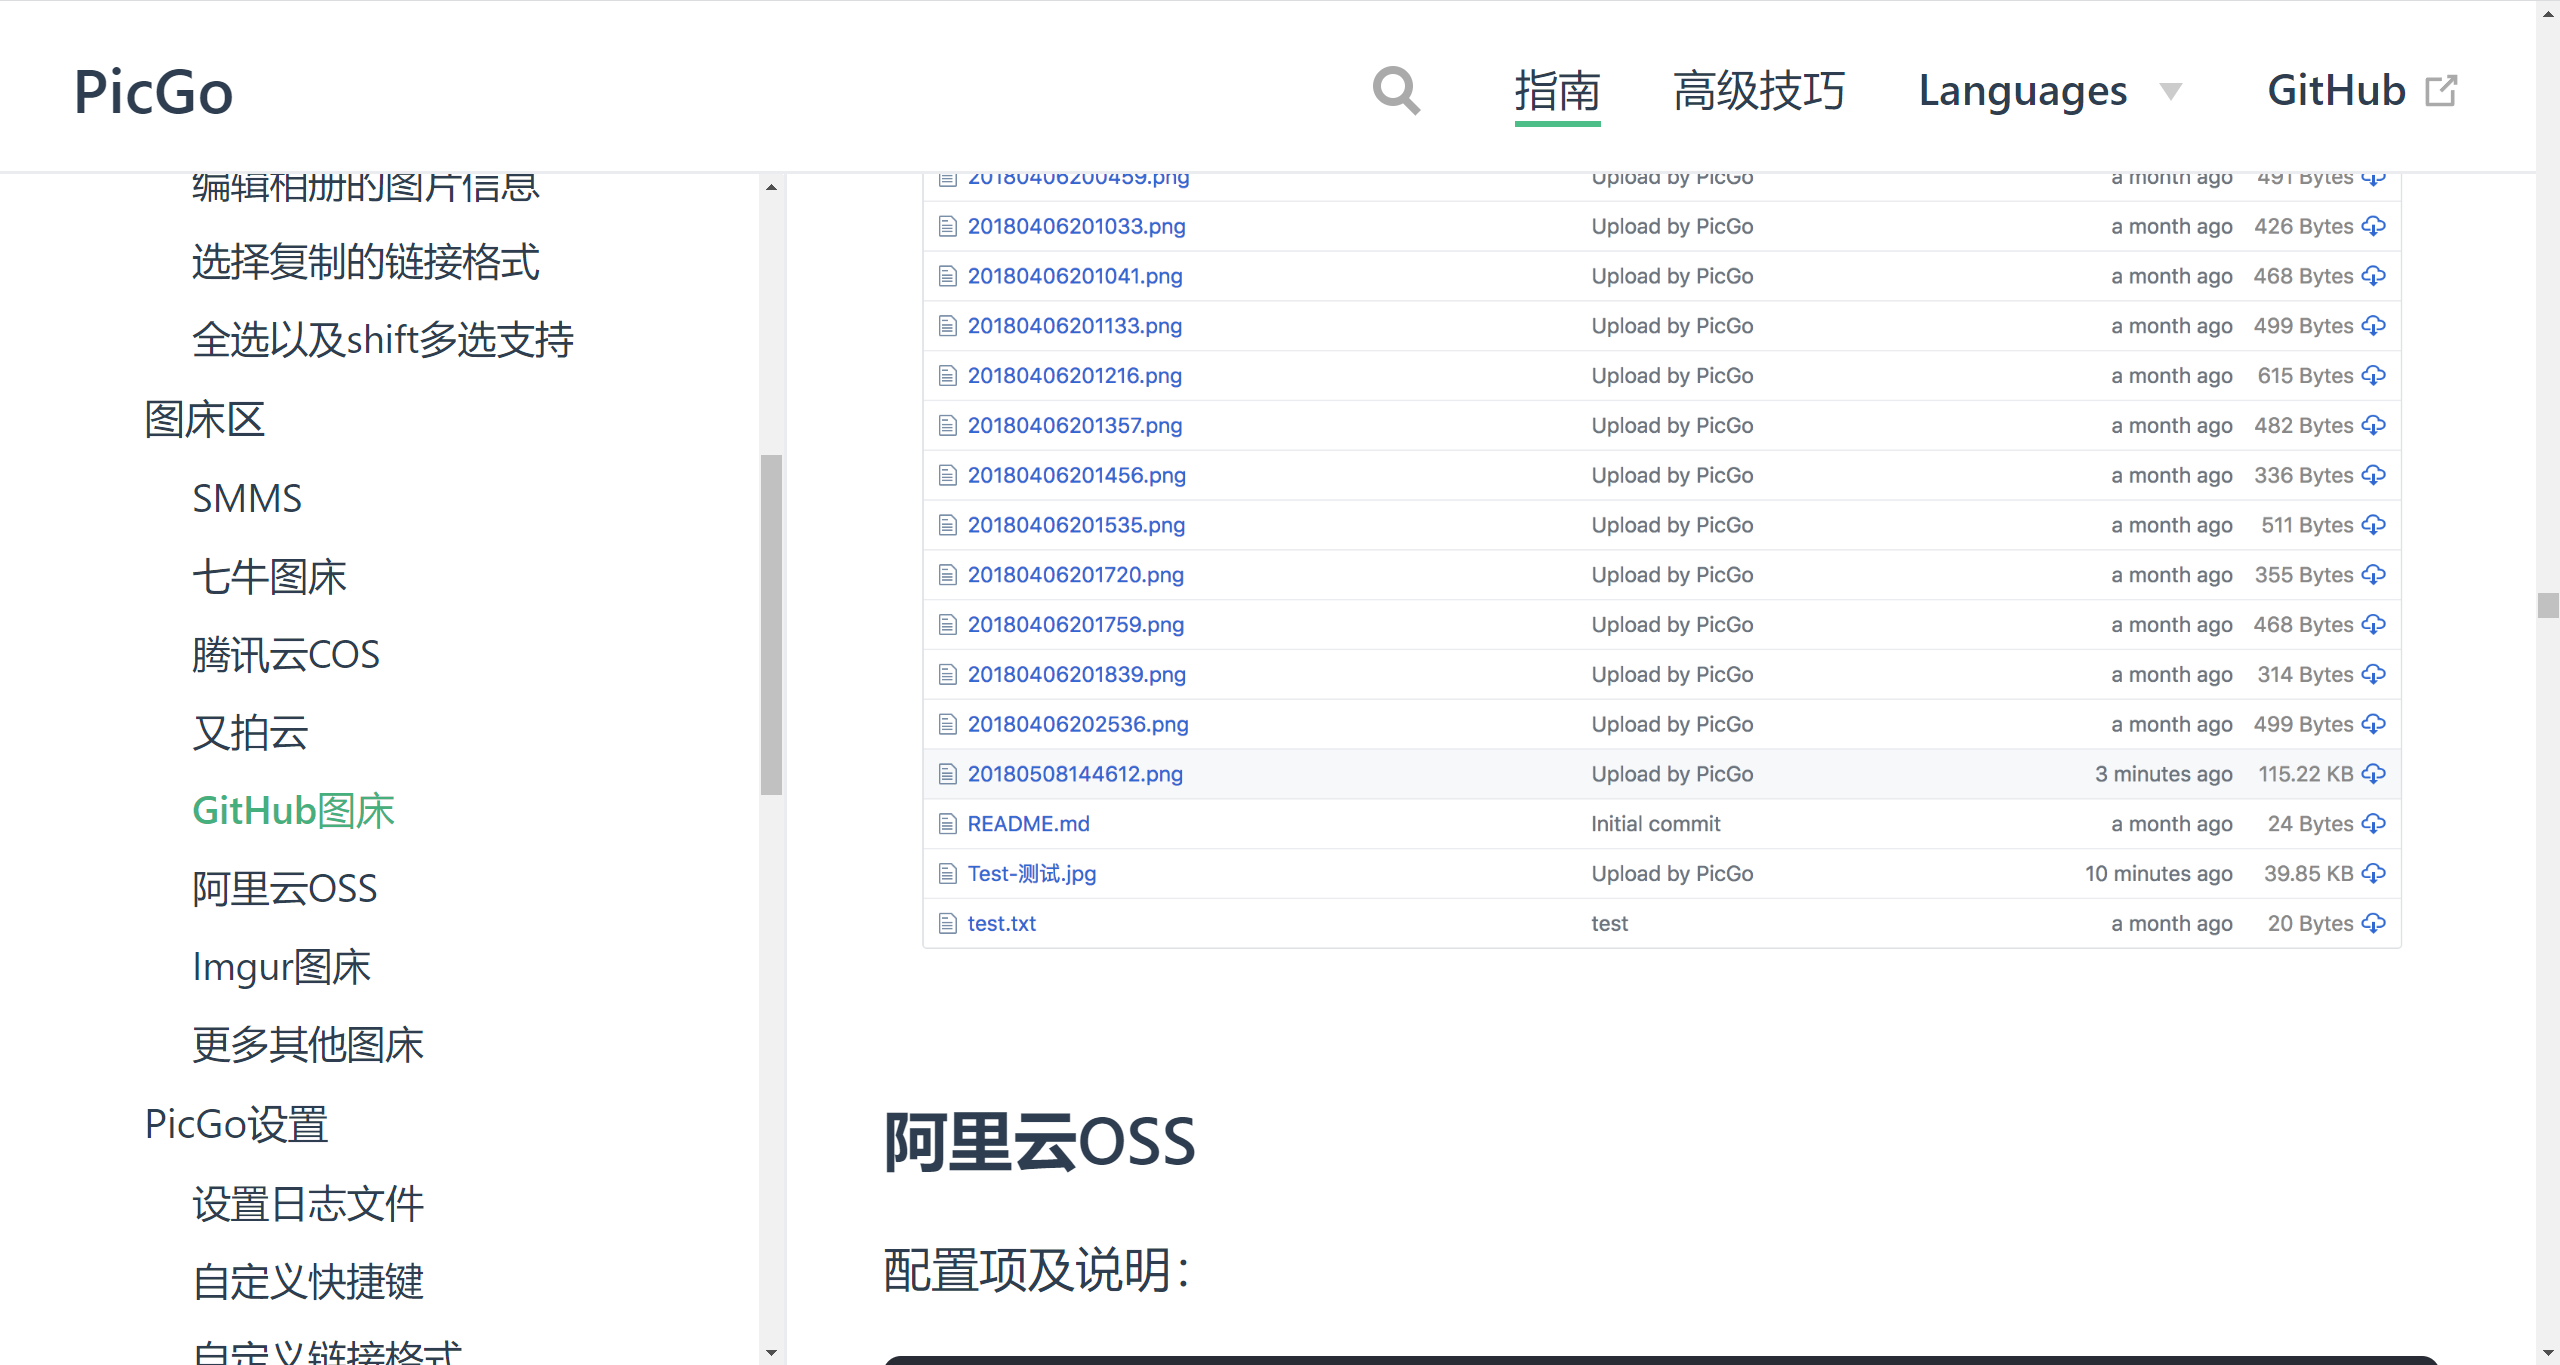 PicGo
指南
高级技巧
Languages
GitHub
编辑相册的图片信息
选择复制的链接格式
全选以及shift多选支持
图床区
SMMS
七牛图床
腾讯云COS
又拍云
GitHub图床
阿里云OSS
Imgur图床
更多其他图床
PicGo设置
设置日志文件
自定义快捷键
自定义链接格式
20180406200459.png Upload by PicGo a month ago 491 Bytes
20180406201033.png Upload by PicGo a month ago 426 Bytes
20180406201041.png Upload by PicGo a month ago 468 Bytes
20180406201133.png Upload by PicGo a month ago 499 Bytes
20180406201216.png Upload by PicGo a month ago 615 Bytes
20180406201357.png Upload by PicGo a month ago 482 Bytes
20180406201456.png Upload by PicGo a month ago 336 Bytes
20180406201535.png Upload by PicGo a month ago 511 Bytes
20180406201720.png Upload by PicGo a month ago 355 Bytes
20180406201759.png Upload by PicGo a month ago 468 Bytes
20180406201839.png Upload by PicGo a month ago 314 Bytes
20180406202536.png Upload by PicGo a month ago 499 Bytes
20180508144612.png Upload by PicGo 3 minutes ago 115.22 KB
README.md Initial commit a month ago 24 Bytes
Test-测试.jpg Upload by PicGo 10 minutes ago 39.85 KB
test.txt test a month ago 20 Bytes
阿里云OSS
配置项及说明：